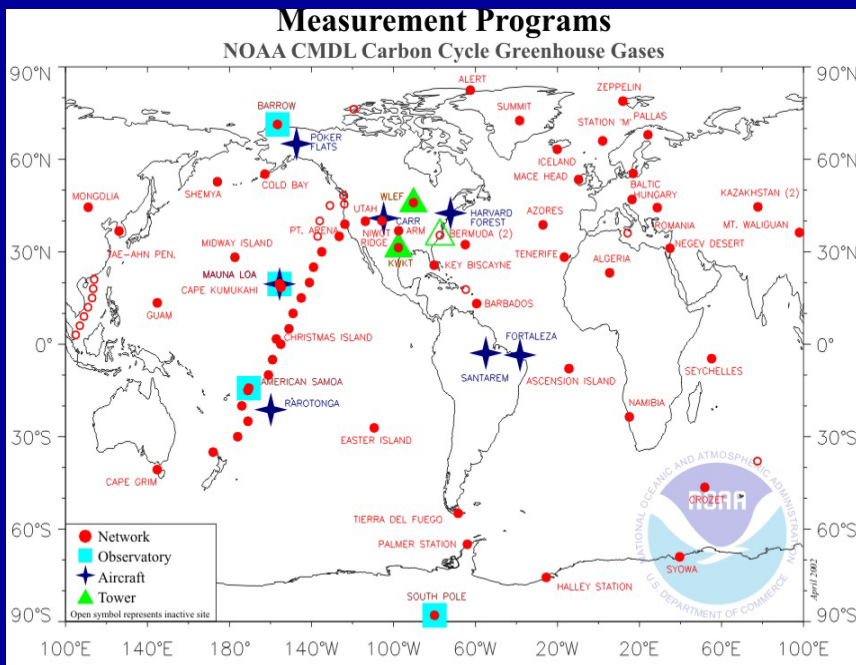 Measurement Programs
NOAA CMDL Carbon Cycle Greenhouse Gases
90°N
60°N
30°N
0°
30°S
60°S
90°S
90°N
60°N
30°N
0°
30°S
60°S
90°S
ALERT
ZEPPELIN
SUMMIT
BARROW
STATION "M"
PALLAS
POKER
FLATS
ICELAND
MACE HEAD
BALTIC
COLD BAY
SHEMYA
HUNGARY
MONGOLIA
WLEF
KAZAKHSTAN (2)
UTAH
CARR
HARVARD
FOREST
AZORES
ROMANIA
MT. WALIGUAN
TAE-AHN PEN.
PT. ARENA
NIWOT
RIDGE
ARM
BERMUDA (2)
MIDWAY ISLAND
NEGEV DESERT
KWKT
KEY BISCAYNE
TENERIFE
ALGERIA
MAUNA LOA
CAPE KUMUKAHI
GUAM
BARBADOS
CHRISTMAS ISLAND
FORTALEZA
SANTAREM
SEYCHELLES
ASCENSION ISLAND
AMERICAN SAMOA
RAROTONGA
NAMIBIA
EASTER ISLAND
CAPE GRIM
CROZET
TIERRA DEL FUEGO
PALMER STATION
SYOWA
HALLEY STATION
SOUTH POLE
Network
Observatory
Aircraft
Tower
Open symbol represents inactive site
NATIONAL OCEANIC AND ATMOSPHERIC ADMINISTRATION
NOAA
U.S. DEPARTMENT OF COMMERCE
April 2002
100°E
140°E
180°
140°W
100°W
60°W
20°W
20°E
60°E
100°E